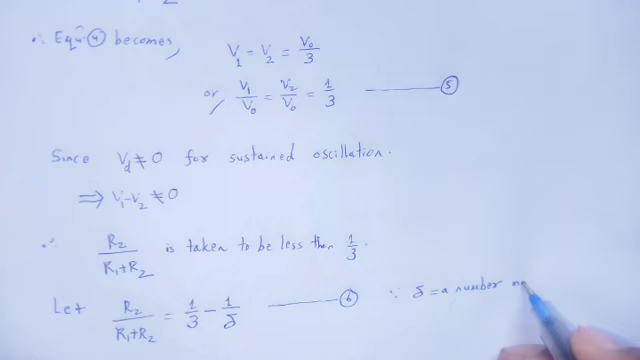 ∴ Equⁿ (4) becomes,
V₁ = V₂ = V₀/3
or, V₁/V₀ = V₂/V₀ = 1/3 —— (5)
Since V_d ≠ 0 for sustained oscillation.
⟹ V₁ - V₂ ≠ 0
∴ R₂/(R₁+R₂) is taken to be less than 1/3.
Let R₂/(R₁+R₂) = 1/3 - 1/δ —— (6) ∵ δ = a number